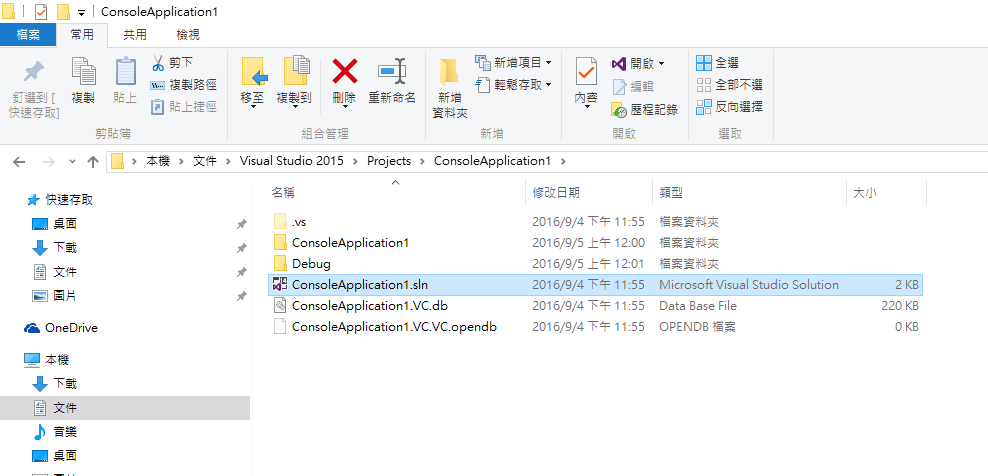 ConsoleApplication1
檔案 常用 共用 檢視
釘選到 [快速存取]
複製
貼上
剪下
複製路徑
貼上捷徑
剪貼簿
移至
複製到
刪除
重新命名
組合管理
新增資料夾
新增項目
輕鬆存取
新增
內容
開啟
編輯
歷程記錄
開啟
全選
全部不選
反向選擇
選取
本機 文件 Visual Studio 2015 Projects ConsoleApplication1
快速存取
桌面
下載
文件
圖片
OneDrive
本機
下載
文件
音樂
桌面
名稱 修改日期 類型 大小
.vs 2016/9/4 下午 11:55 檔案資料夾
ConsoleApplication1 2016/9/5 上午 12:00 檔案資料夾
Debug 2016/9/5 上午 12:01 檔案資料夾
ConsoleApplication1.sln 2016/9/4 下午 11:55 Microsoft Visual Studio Solution 2 KB
ConsoleApplication1.VC.db 2016/9/4 下午 11:55 Data Base File 220 KB
ConsoleApplication1.VC.VC.opendb 2016/9/4 下午 11:55 OPENDB 檔案 0 KB